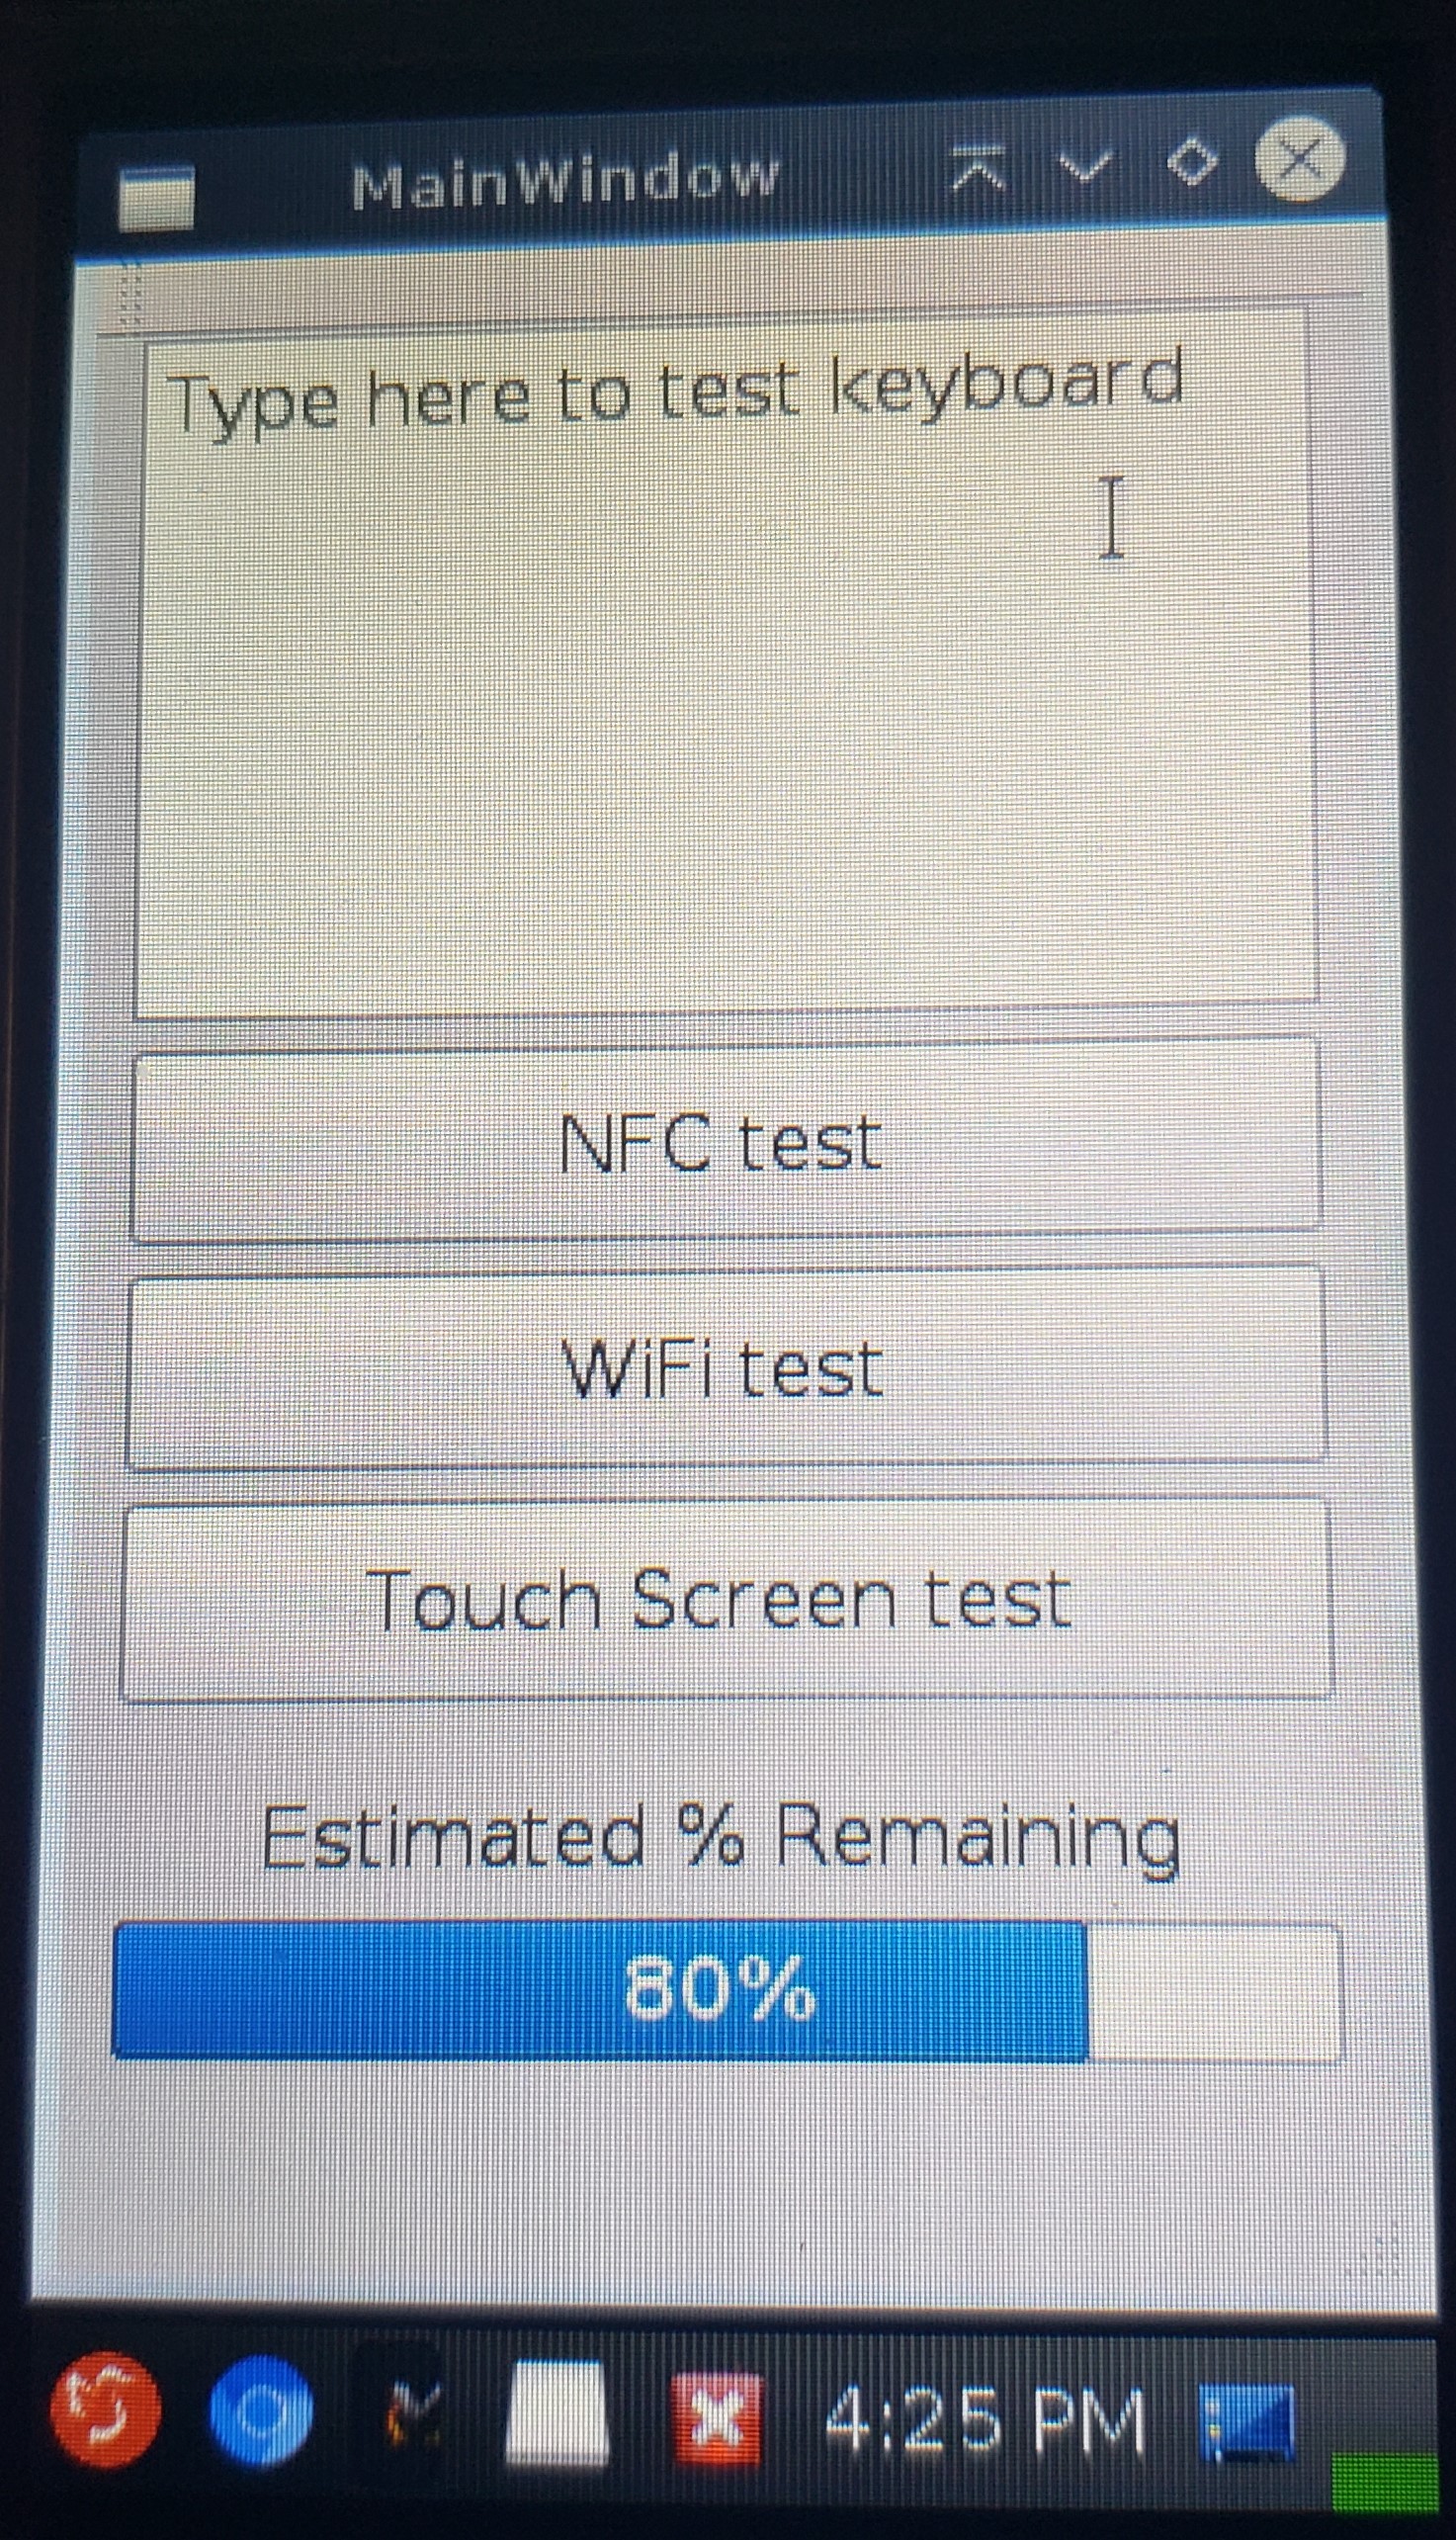 MainWindow
Type here to test keyboard
NFC test
WiFi test
Touch Screen test
Estimated % Remaining
80%
4:25 PM